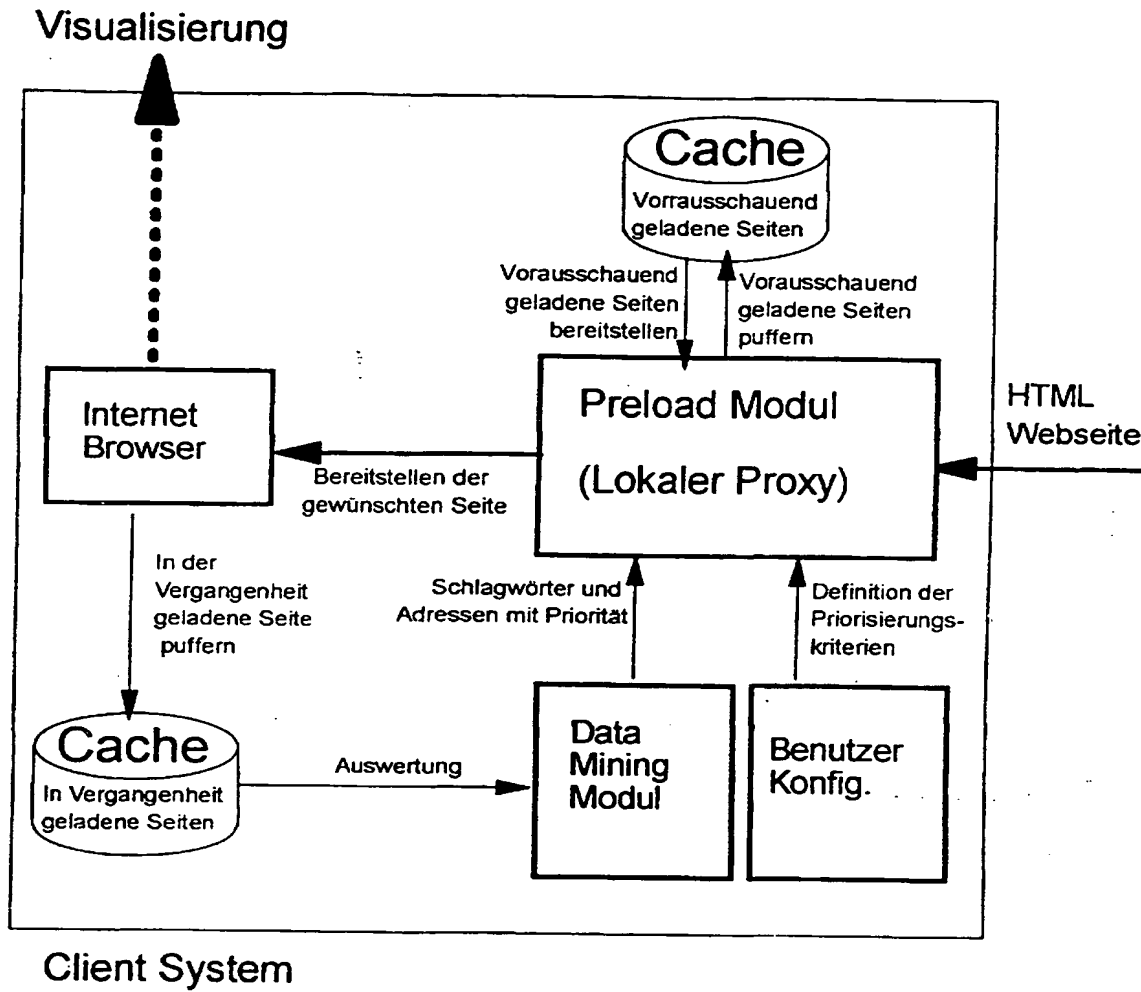 Visualisierung
Cache
Vorrausschauend
geladene Seiten
Vorausschauend
geladene Seiten
bereitstellen
Vorausschauend
geladene Seiten
puffern
Internet
Browser
Preload Modul
(Lokaler Proxy)
HTML
Webseite
Bereitstellen der
gewünschten Seite
In der
Vergangenheit
geladene Seite
puffern
Schlagwörter und
Adressen mit Priorität
Definition der
Priorisierungs-
kriterien
Cache
In Vergangenheit
geladene Seiten
Auswertung
Data
Mining
Modul
Benutzer
Konfig.
Client System